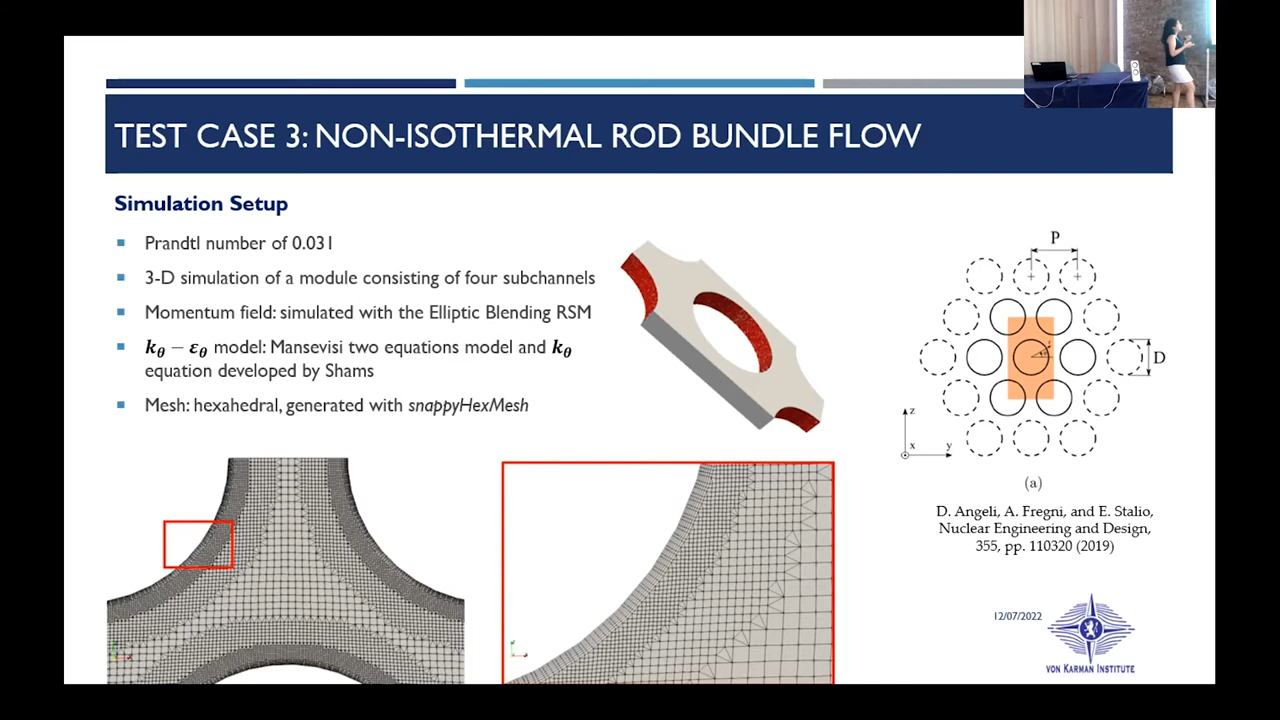 TEST CASE 3: NON-ISOTHERMAL ROD BUNDLE FLOW
Simulation Setup
▪ Prandtl number of 0.031
▪ 3-D simulation of a module consisting of four subchannels
▪ Momentum field: simulated with the Elliptic Blending RSM
▪ kθ − εθ model: Mansevisi two equations model and kθ
equation developed by Shams
▪ Mesh: hexahedral, generated with snappyHexMesh
P
D
z
x
y
(a)
D. Angeli, A. Fregni, and E. Stalio,
Nuclear Engineering and Design,
355, pp. 110320 (2019)
12/07/2022
VON KARMAN INSTITUTE